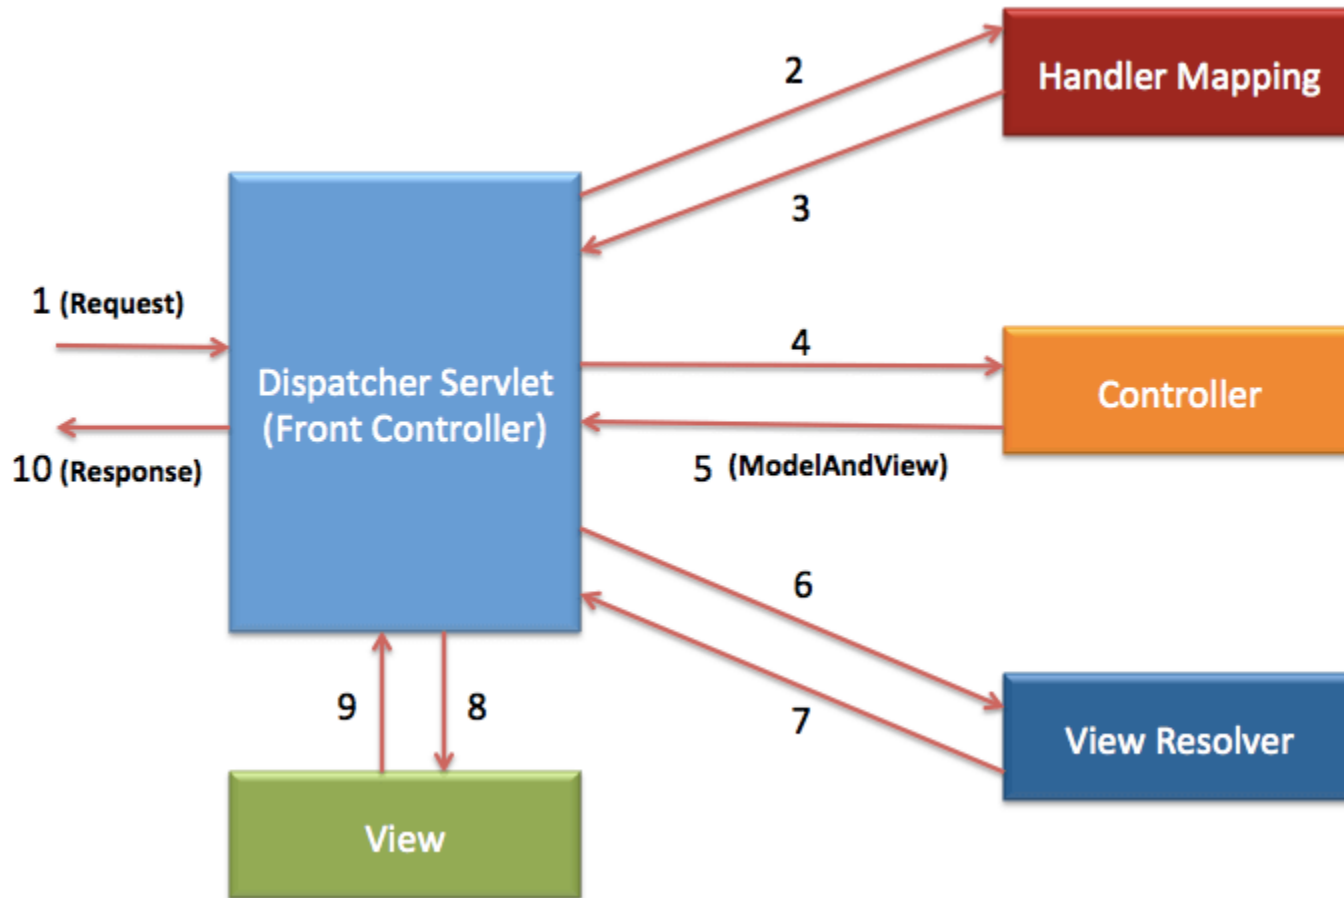 2
Handler Mapping
3
1 (Request)
4
Dispatcher Servlet
(Front Controller)
Controller
10 (Response)
5 (ModelAndView)
6
9
8
7
View Resolver
View